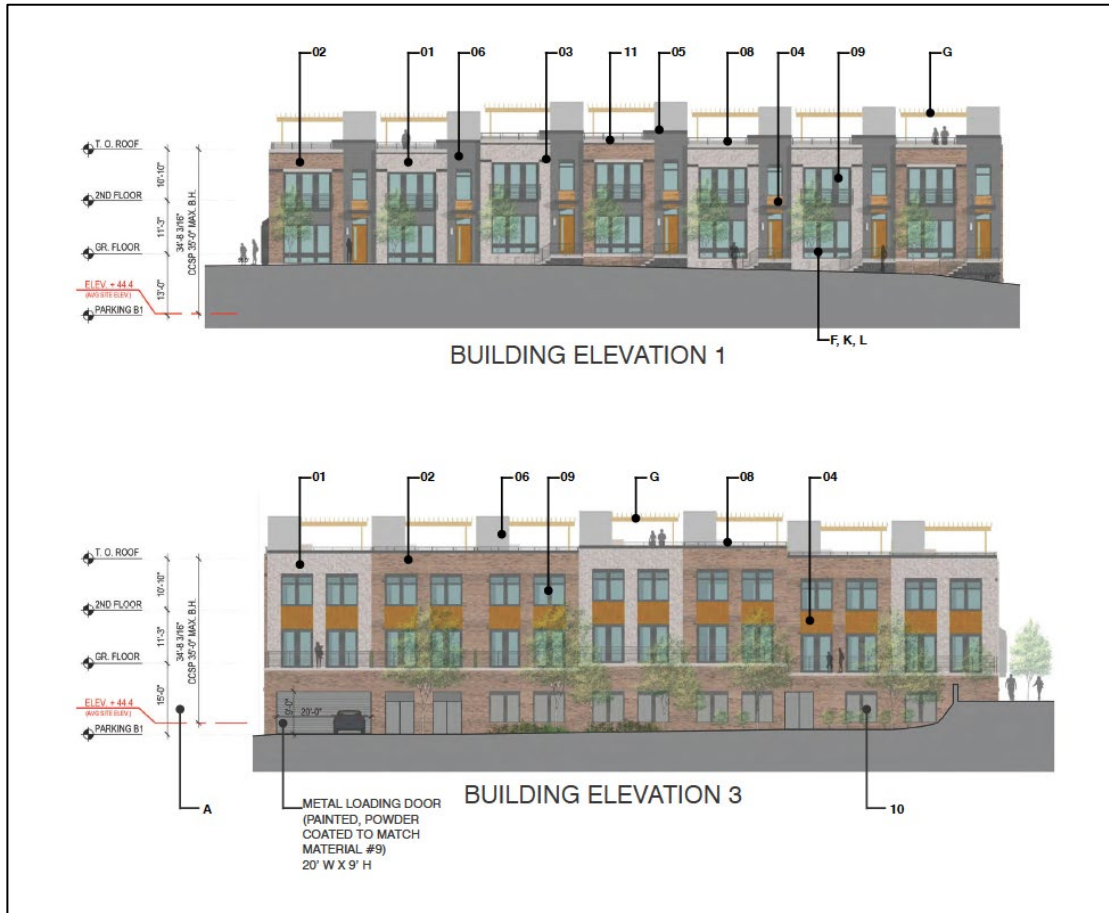 02
01
06
03
11
05
08
04
09
G
T. O. ROOF
10'-10"
2ND FLOOR
11'-3"
34'-8 3/16"
CCSP 35'-0" MAX. B.H.
GR. FLOOR
ELEV. + 44.4
(AVG SITE ELEV.)
13'-0"
PARKING B1
F, K, L
BUILDING ELEVATION 1
01
02
06
09
G
08
04
T. O. ROOF
10'-10"
2ND FLOOR
11'-3"
34'-8 3/16"
CCSP 35'-0" MAX. B.H.
GR. FLOOR
15'-0"
ELEV. + 44.4
(AVG SITE ELEV.)
PARKING B1
9'-0"
20'-0"
A
METAL LOADING DOOR
(PAINTED, POWDER
COATED TO MATCH
MATERIAL #9)
20' W X 9' H
BUILDING ELEVATION 3
10